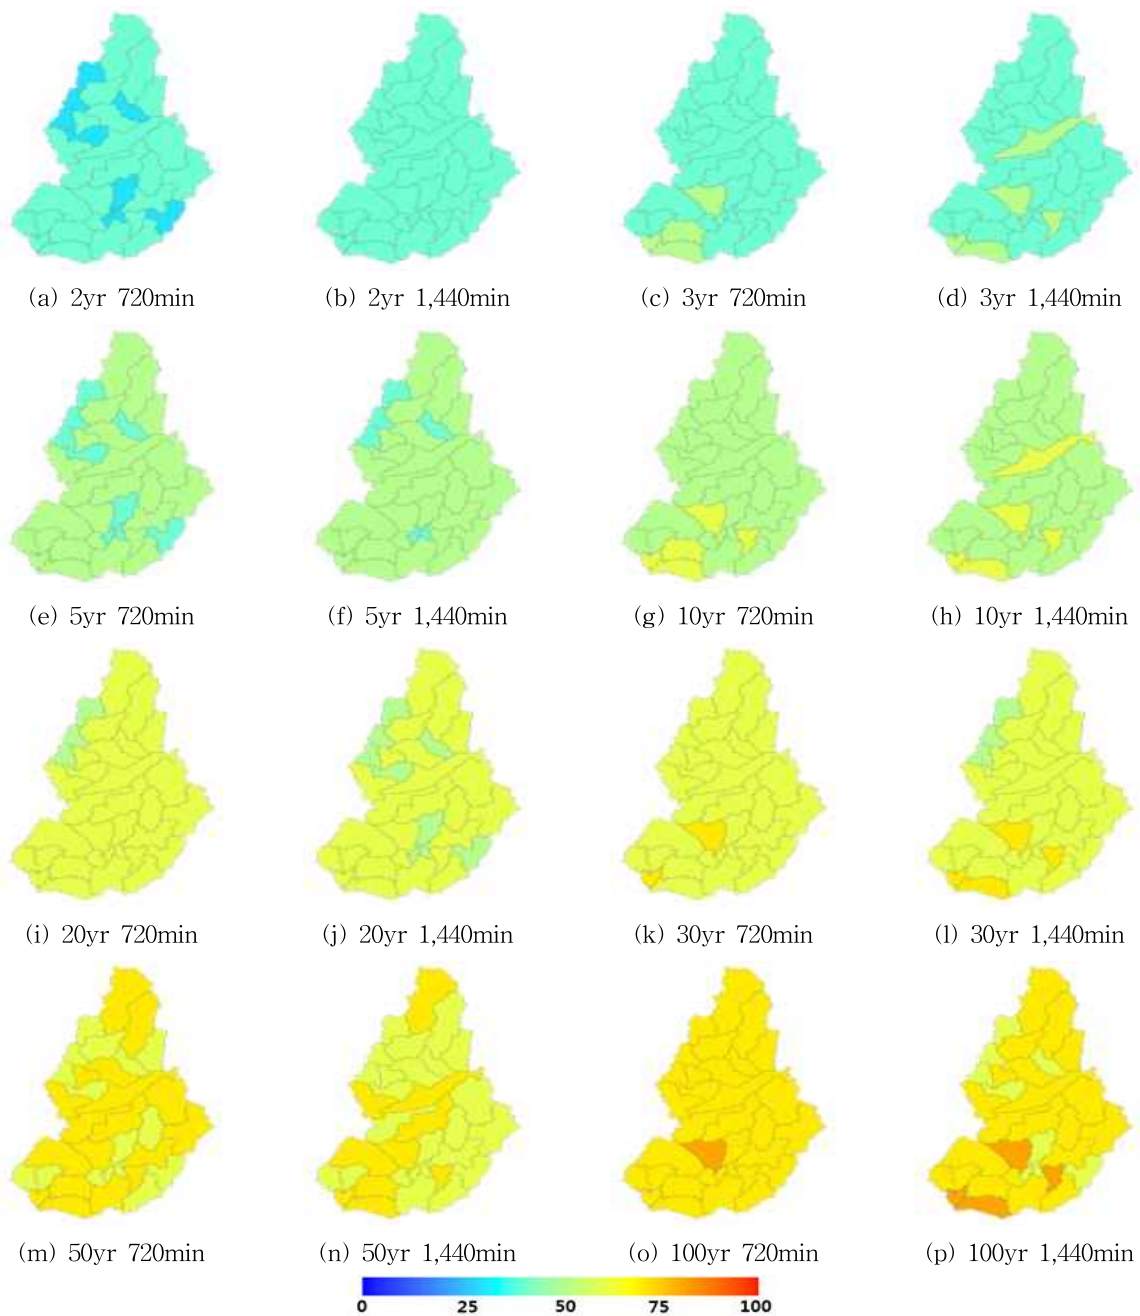 (a) 2yr 720min (b) 2yr 1,440min (c) 3yr 720min (d) 3yr 1,440min
(e) 5yr 720min (f) 5yr 1,440min (g) 10yr 720min (h) 10yr 1,440min
(i) 20yr 720min (j) 20yr 1,440min (k) 30yr 720min (l) 30yr 1,440min
(m) 50yr 720min (n) 50yr 1,440min (o) 100yr 720min (p) 100yr 1,440min
0 25 50 75 100